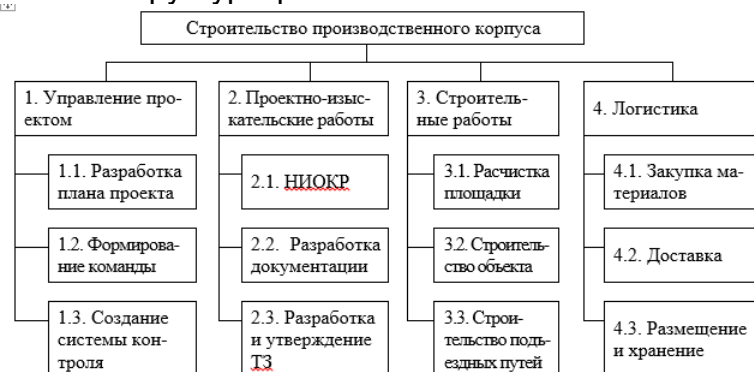 Строительство производственного корпуса
1. Управление про-
ектом
1.1. Разработка
плана проекта
1.2. Формирова-
ние команды
1.3. Создание
системы кон-
троля
2. Проектно-изыс-
кательские работы
2.1. НИОКР
2.2. Разработка
документации
2.3. Разработка
и утверждение
ТЗ
3. Строитель-
ные работы
3.1. Расчистка
площадки
3.2. Строитель-
ство объекта
3.3. Строи-
тельство подъ-
ездных путей
4. Логистика
4.1. Закупка ма-
териалов
4.2. Доставка
4.3. Размещение
и хранение